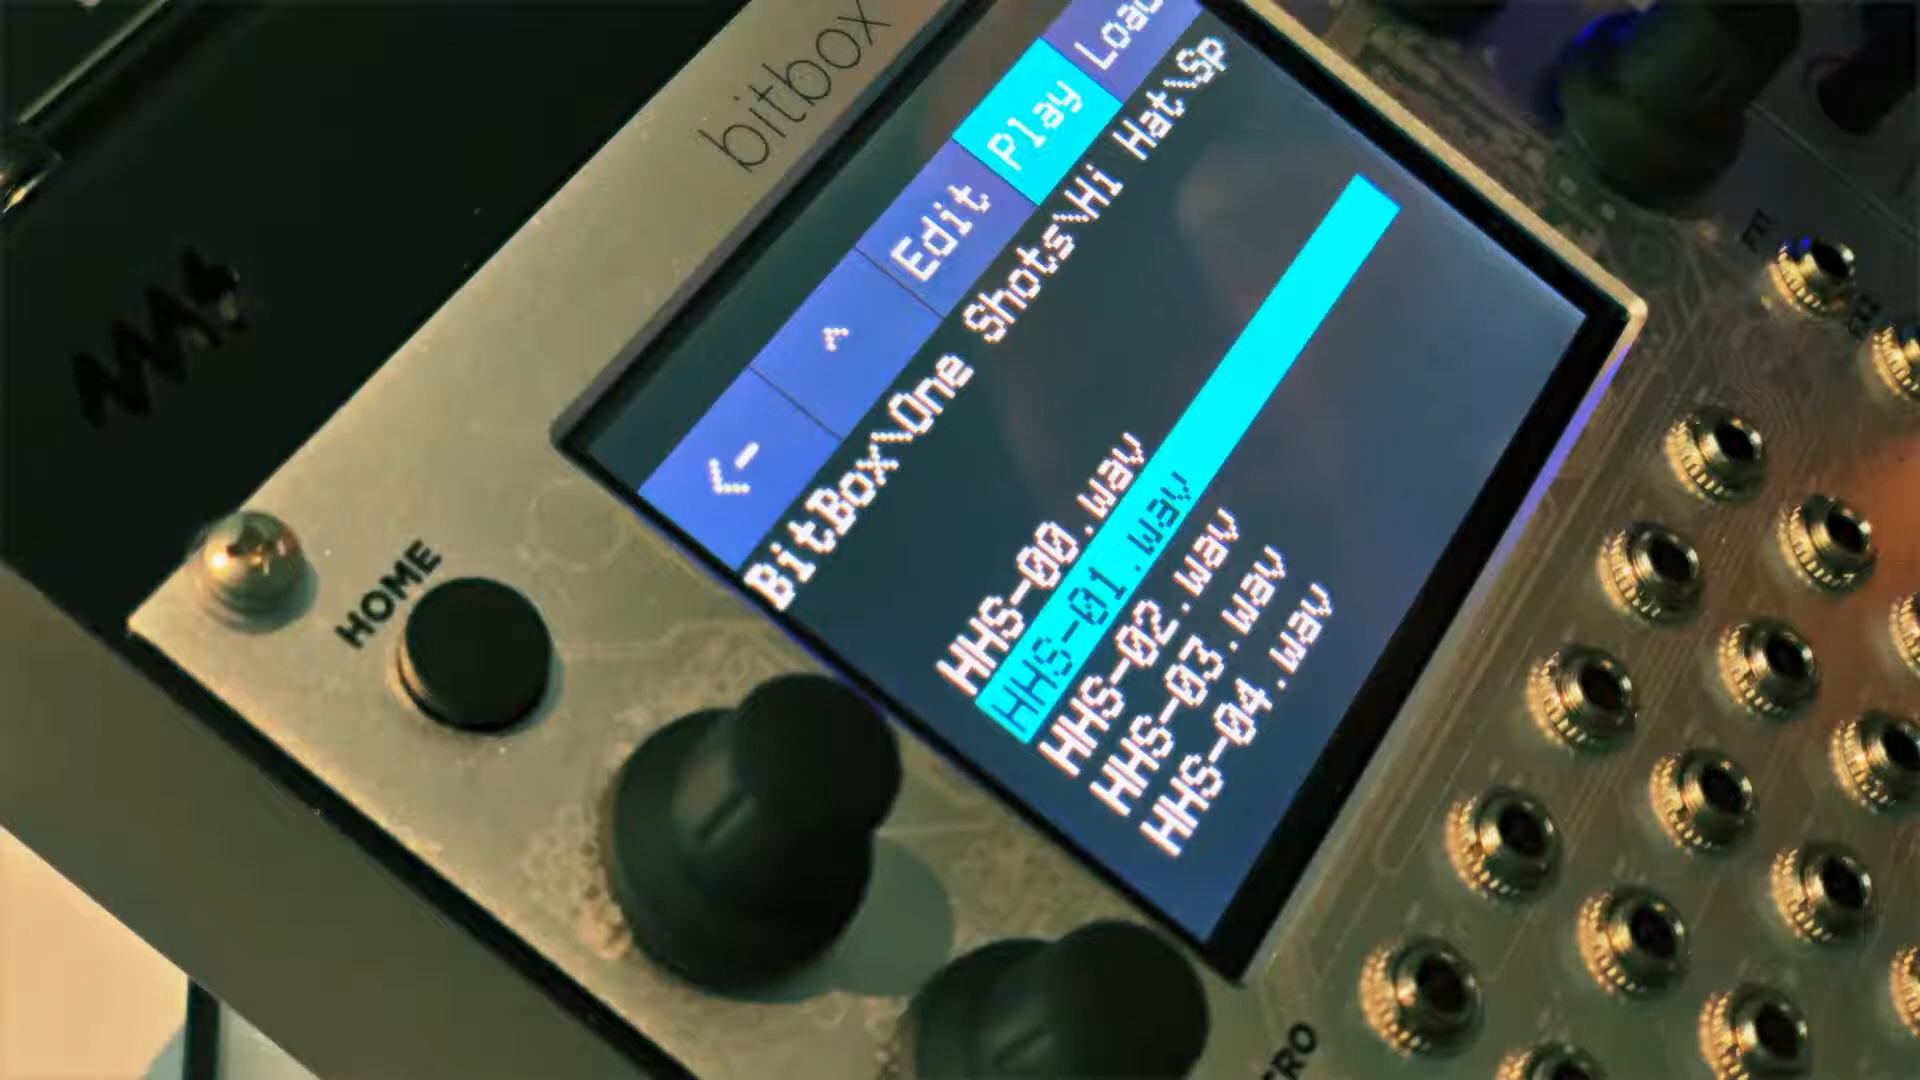 bitbox
<- ^ Edit Play Load
BitBox\One Shots\Hi Hat\Sp
HHS-00.wav
HHS-01.wav
HHS-02.wav
HHS-03.wav
HHS-04.wav
HOME